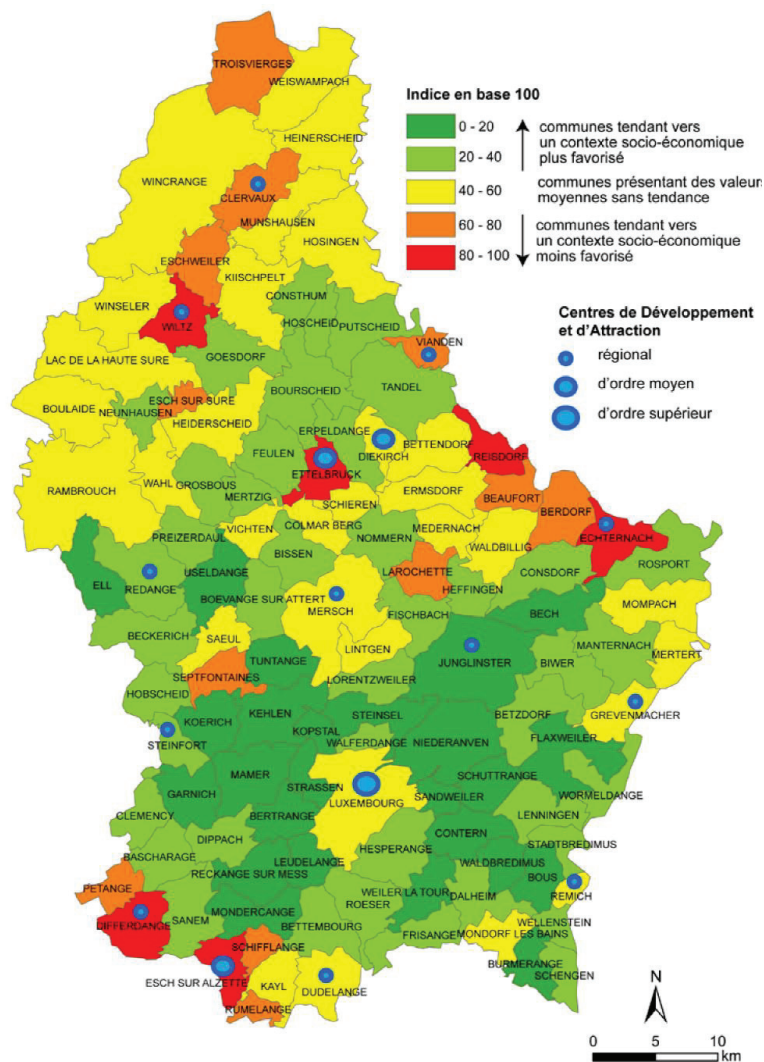 TROISVIERGES
WEISWAMPACH
Indice en base 100
0 - 20
20 - 40
40 - 60
60 - 80
80 - 100
communes tendant vers
un contexte socio-économique
plus favorisé
communes présentant des valeurs
moyennes sans tendance
communes tendant vers
un contexte socio-économique
moins favorisé
Centres de Développement
et d'Attraction
régional
d'ordre moyen
d'ordre supérieur
HEINERSCHEID
WINCRANGE
CLERVAUX
MUNSHAUSEN
HOSINGEN
ESCHWEILER
KIISCHPELT
WINSELER
CONSTHUM
WILTZ
HOSCHEID
PUTSCHEID
VIANDEN
GOESDORF
LAC DE LA HAUTE SURE
TANDEL
BOURSCHEID
ESCH SUR SURE
BOULAIDE
NEUNHAUSEN
HEIDERSCHEID
ERPELDANGE
BETTENDORF
DIEKIRCH
FEULEN
REISDORF
ETTELBRUCK
RAMBROUCH
WAHL
GROSBOUS
ERMSDORF
BEAUFORT
MERTZIG
SCHIEREN
BERDORF
COLMAR BERG
MEDERNACH
VICHTEN
PREIZERDAUL
NOMMERN
WALDBILLIG
ECHTERNACH
BISSEN
ROSPORT
LAROCHETTE
CONSDORF
USELDANGE
ELL
REDANGE
HEFFINGEN
BOEVANGE SUR ATTERT
MERSCH
FISCHBACH
BECH
MOMPACH
BECKERICH
SAEUL
LINTGEN
MANTERNACH
MERTERT
TUNTANGE
JUNGLINSTER
BIWER
SEPTFONTAINES
LORENTZWEILER
HOBSCHEID
KEHLEN
STEINSEL
BETZDORF
GREVENMACHER
KOERICH
KOPSTAL
STEINFORT
WALFERDANGE
NIEDERANVEN
FLAXWEILER
MAMER
SCHUTTRANGE
STRASSEN
GARNICH
SANDWEILER
WORMELDANGE
LUXEMBOURG
CLEMENCY
BERTRANGE
LENNINGEN
CONTERN
DIPPACH
HESPERANGE
STADTBREDIMUS
BASCHARAGE
LEUDELANGE
WALDBREDIMUS
RECKANGE SUR MESS
BOUS
PETANGE
WEILER LA TOUR
DALHEIM
REMICH
ROESER
MONDERCANGE
DIFFERDANGE
SANEM
WELLENSTEIN
BETTEMBOURG
FRISANGE
MONDORF LES BAINS
SCHIFFLANGE
BURMERANGE
SCHENGEN
ESCH SUR ALZETTE
KAYL
DUDELANGE
RUMELANGE
N
0 5 10
km